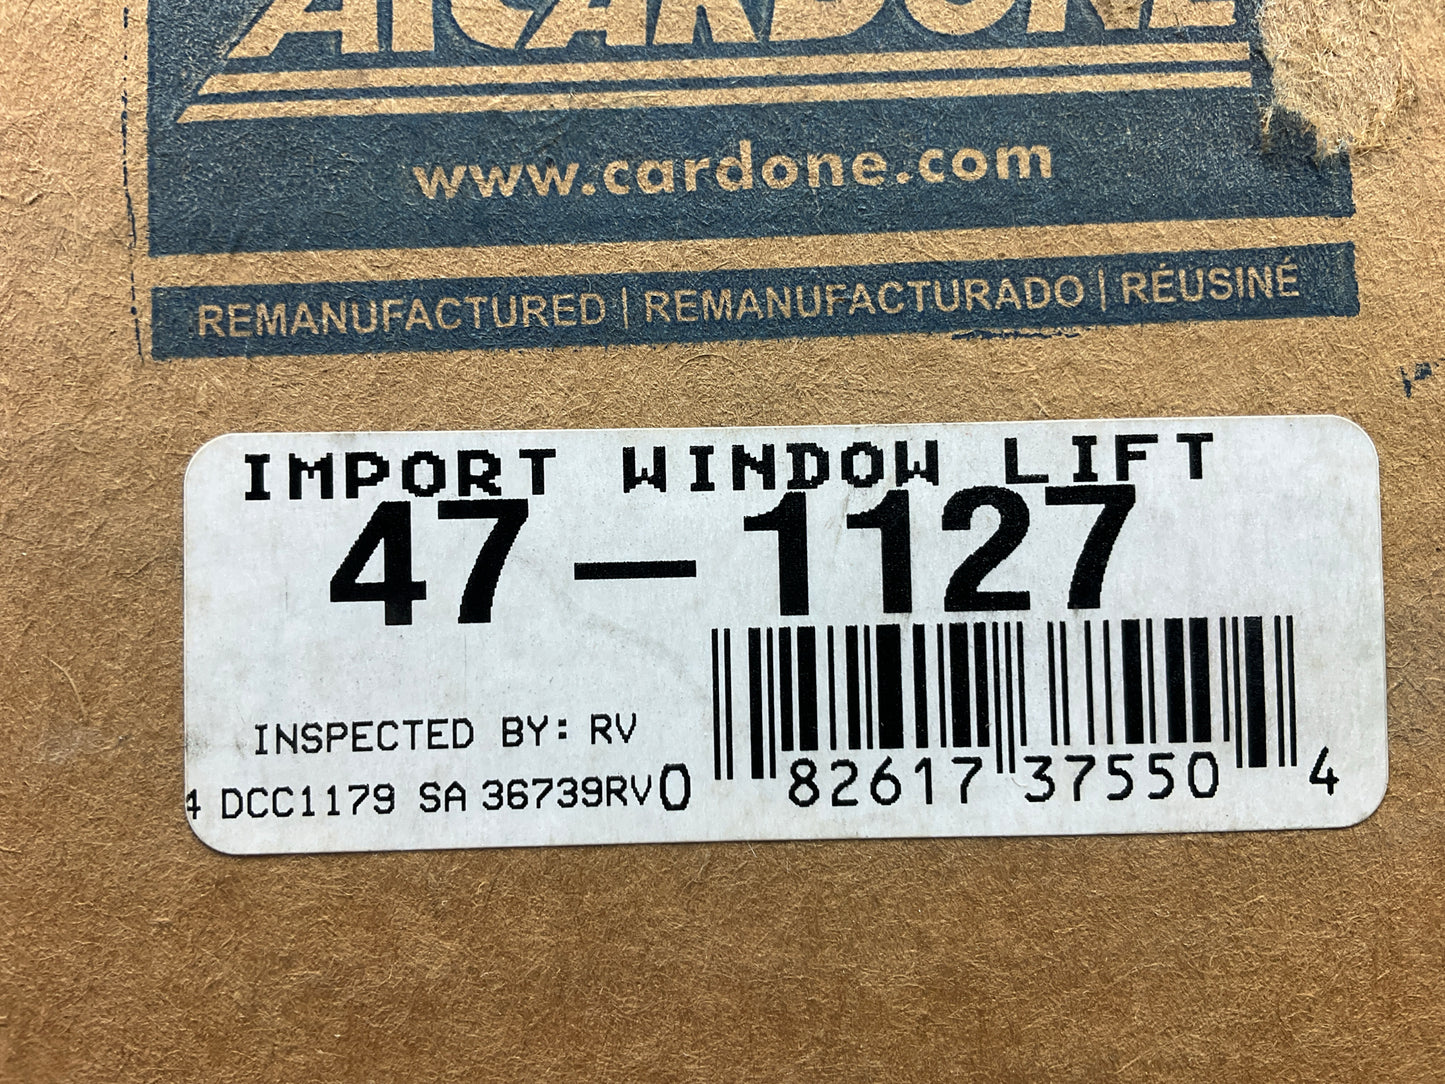 A1CARDONE
www.cardone.com
REMANUFACTURED | REMANUFACTURADO | RÉUSINÉ
IMPORT WINDOW LIFT
47-1127
INSPECTED BY: RV
4 DCC1179 SA 36739RV
0 82617 37550 4